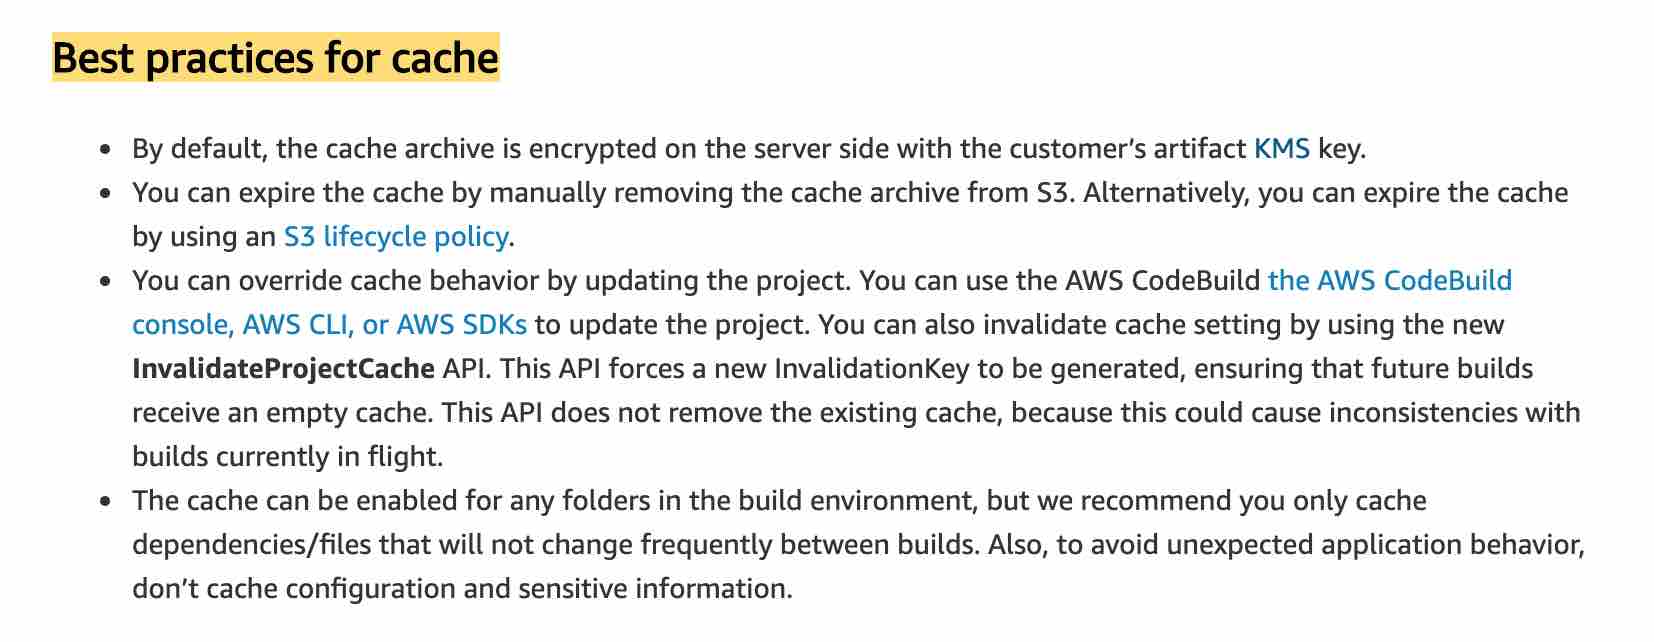 Best practices for cache
• By default, the cache archive is encrypted on the server side with the customer’s artifact KMS key.
• You can expire the cache by manually removing the cache archive from S3. Alternatively, you can expire the cache
by using an S3 lifecycle policy.
• You can override cache behavior by updating the project. You can use the AWS CodeBuild the AWS CodeBuild
console, AWS CLI, or AWS SDKs to update the project. You can also invalidate cache setting by using the new
InvalidateProjectCache API. This API forces a new InvalidationKey to be generated, ensuring that future builds
receive an empty cache. This API does not remove the existing cache, because this could cause inconsistencies with
builds currently in flight.
• The cache can be enabled for any folders in the build environment, but we recommend you only cache
dependencies/files that will not change frequently between builds. Also, to avoid unexpected application behavior,
don’t cache configuration and sensitive information.